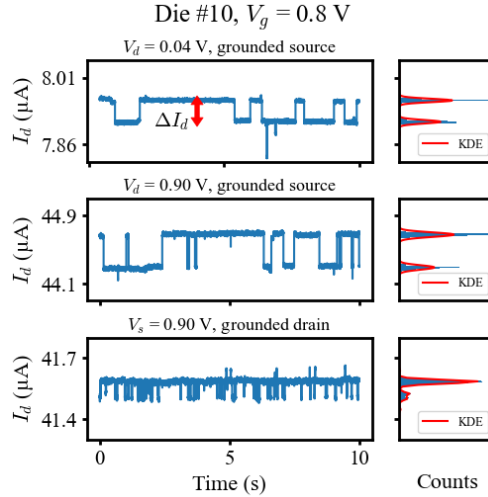 Die #10, V_g = 0.8 V
V_d = 0.04 V, grounded source
8.01
7.86
I_d (μA)
ΔI_d
KDE
V_d = 0.90 V, grounded source
44.9
44.1
I_d (μA)
KDE
V_s = 0.90 V, grounded drain
41.7
41.4
I_d (μA)
KDE
0 5 10
Time (s)
Counts